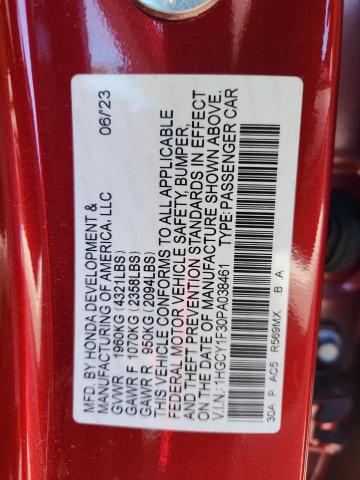 MFD. BY HONDA DEVELOPMENT &
MANUFACTURING OF AMERICA, LLC 06/23
GVWR 1960KG (4321LBS)
GAWR F 1070KG (2358LBS)
GAWR R 950KG (2094LBS)
THIS VEHICLE CONFORMS TO ALL APPLICABLE
FEDERAL MOTOR VEHICLE SAFETY, BUMPER,
AND THEFT PREVENTION STANDARDS IN EFFECT
ON THE DATE OF MANUFACTURE SHOWN ABOVE.
V.I.N.: 1HGCY1F30PA038461 TYPE: PASSENGER CAR
30A P AC5 R569MX .B A